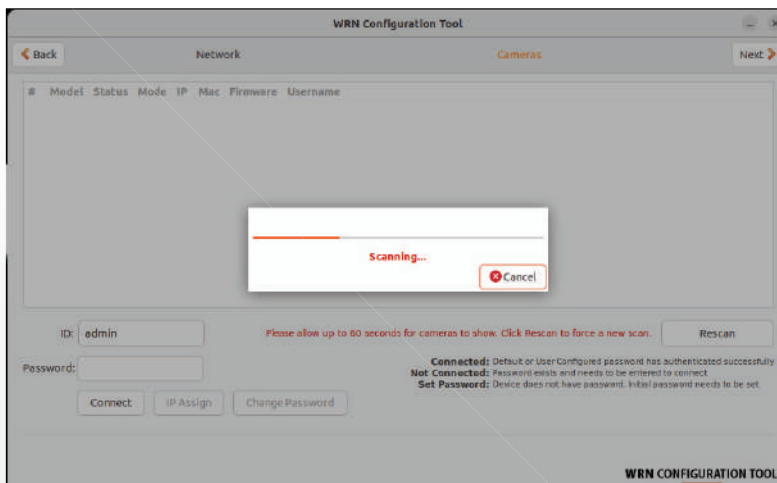 WRN Configuration Tool
Back Network Cameras Next
# Model Status Mode IP Mac Firmware Username
Scanning...
Cancel
ID: admin Please allow up to 60 seconds for cameras to show. Click Rescan to force a new scan. Rescan
Password:
Connected: Default or User Configured password has authenticated successfully
Not Connected: Password exists and needs to be entered to connect
Set Password: Device does not have password. Initial password needs to be set
Connect IP Assign Change Password
WRN CONFIGURATION TOOL